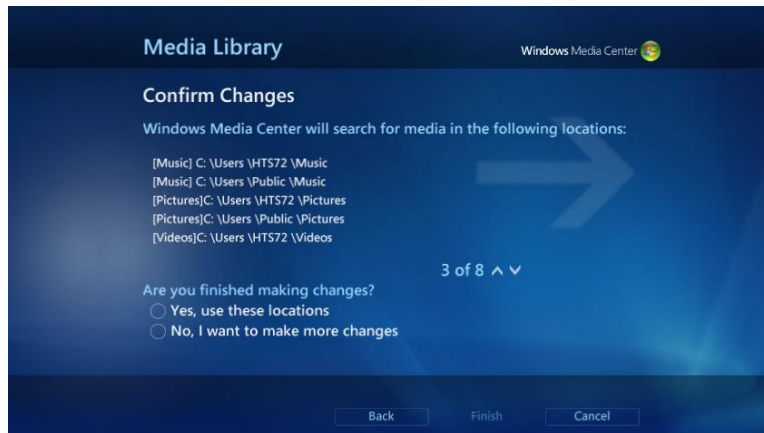 Media Library
Windows Media Center
Confirm Changes
Windows Media Center will search for media in the following locations:
[Music] C: \Users \HTS72 \Music
[Music] C: \Users \Public \Music
[Pictures]C: \Users \HTS72 \Pictures
[Pictures]C: \Users \Public \Pictures
[Videos]C: \Users \HTS72 \Videos
3 of 8
Are you finished making changes?
Yes, use these locations
No, I want to make more changes
Back Finish Cancel